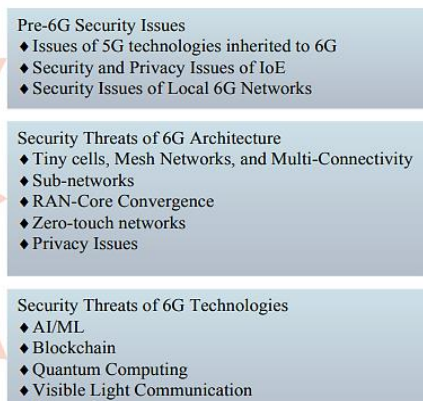 Pre-6G Security Issues
♦ Issues of 5G technologies inherited to 6G
♦ Security and Privacy Issues of IoE
♦ Security Issues of Local 6G Networks
Security Threats of 6G Architecture
♦ Tiny cells, Mesh Networks, and Multi-Connectivity
♦ Sub-networks
♦ RAN-Core Convergence
♦ Zero-touch networks
♦ Privacy Issues
Security Threats of 6G Technologies
♦ AI/ML
♦ Blockchain
♦ Quantum Computing
♦ Visible Light Communication